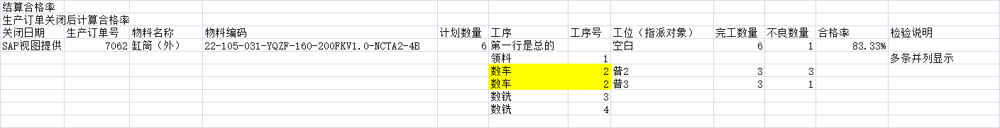 结算合格率
生产订单关闭后计算合格率
关闭日期 生产订单号 物料名称 物料编码 计划数量 工序 工序号 工位（指派对象） 完工数量 不良数量 合格率 检验说明
SAP视图提供 7062 缸筒（外） 22-105-031-YQZF-160-200FKV1.0-NCTA2-4B 6 第一行是总的 空白 6 1 83.33%
领料 1 多条并列显示
数车 2 普2 3 3
数车 2 普3 3 1
数铣 3
数铣 4